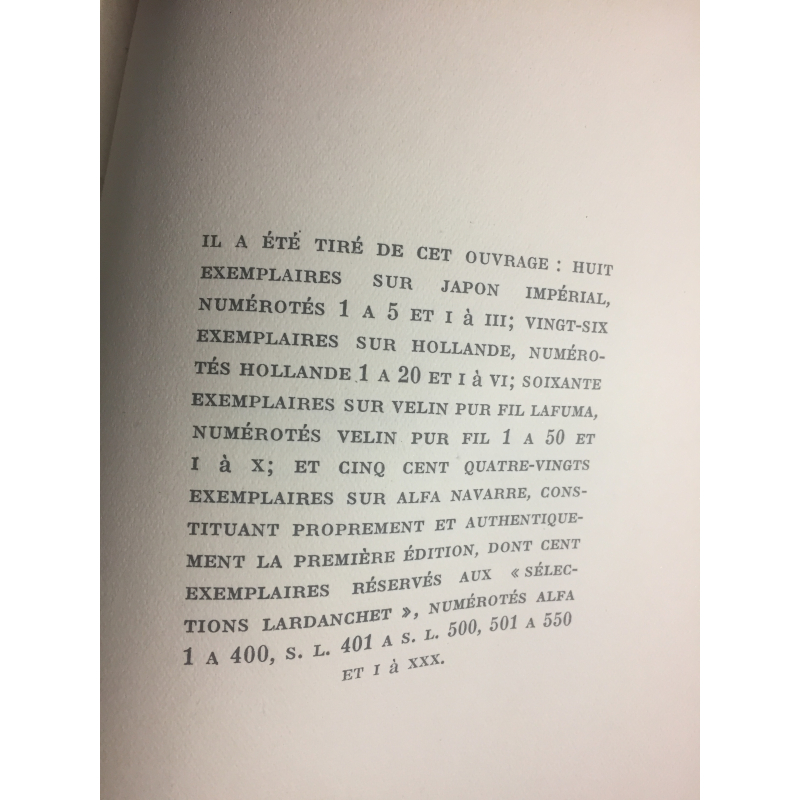 IL A ÉTÉ TIRÉ DE CET OUVRAGE : HUIT
EXEMPLAIRES SUR JAPON IMPÉRIAL,
NUMÉROTÉS 1 A 5 ET I à III; VINGT-SIX
EXEMPLAIRES SUR HOLLANDE, NUMÉRO-
TÉS HOLLANDE 1 A 20 ET I à VI; SOIXANTE
EXEMPLAIRES SUR VELIN PUR FIL LAFUMA,
NUMÉROTÉS VELIN PUR FIL 1 A 50 ET
I à X; ET CINQ CENT QUATRE-VINGTS
EXEMPLAIRES SUR ALFA NAVARRE, CONS-
TITUANT PROPREMENT ET AUTHENTIQUE-
MENT LA PREMIÈRE ÉDITION, DONT CENT
EXEMPLAIRES RÉSERVÉS AUX « SÉLEC-
TIONS LARDANCHET », NUMÉROTÉS ALFA
1 A 400, S. L. 401 A S. L. 500, 501 A 550
ET I à XXX.